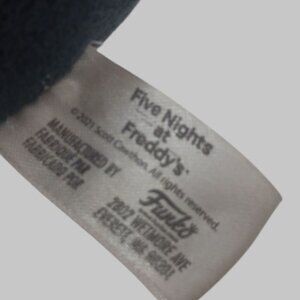 Five Nights
at
Freddy's
© 2021 Scott Cawthon. All rights reserved.
MANUFACTURED BY
FABRIQUÉ PAR
FABRICADO POR
Funko
2802 WETMORE AVE
EVERETT, WA 98201